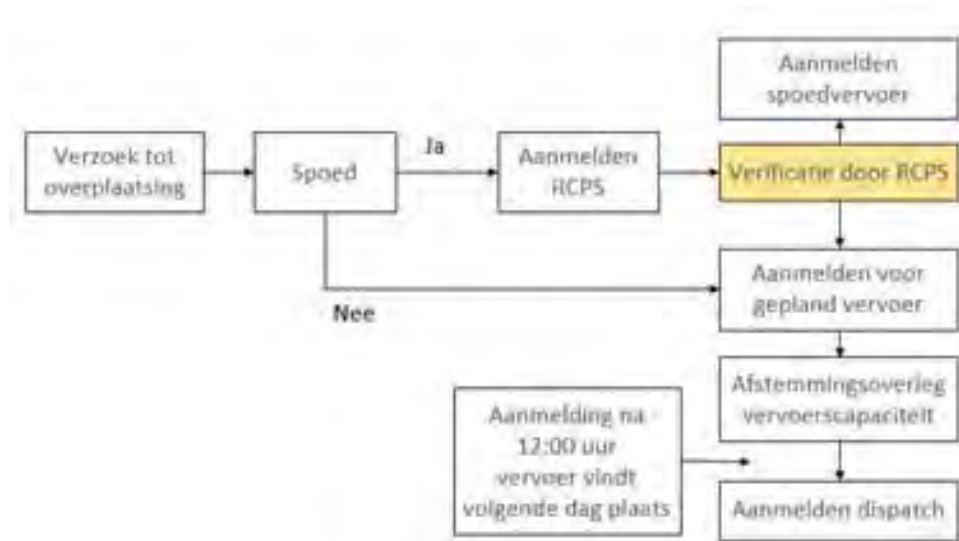 Aanmelden
spoedvervoer
Verzoek tot
overplaatsing
Spoed
Ja
Aanmelden
RCPS
Verificatie door RCPS
Nee
Aanmelden voor
gepland vervoer
Afstemmingsoverleg
vervoerscapaciteit
Aanmelding na
12:00 uur
vervoer vindt
volgende dag plaats
Aanmelden dispatch